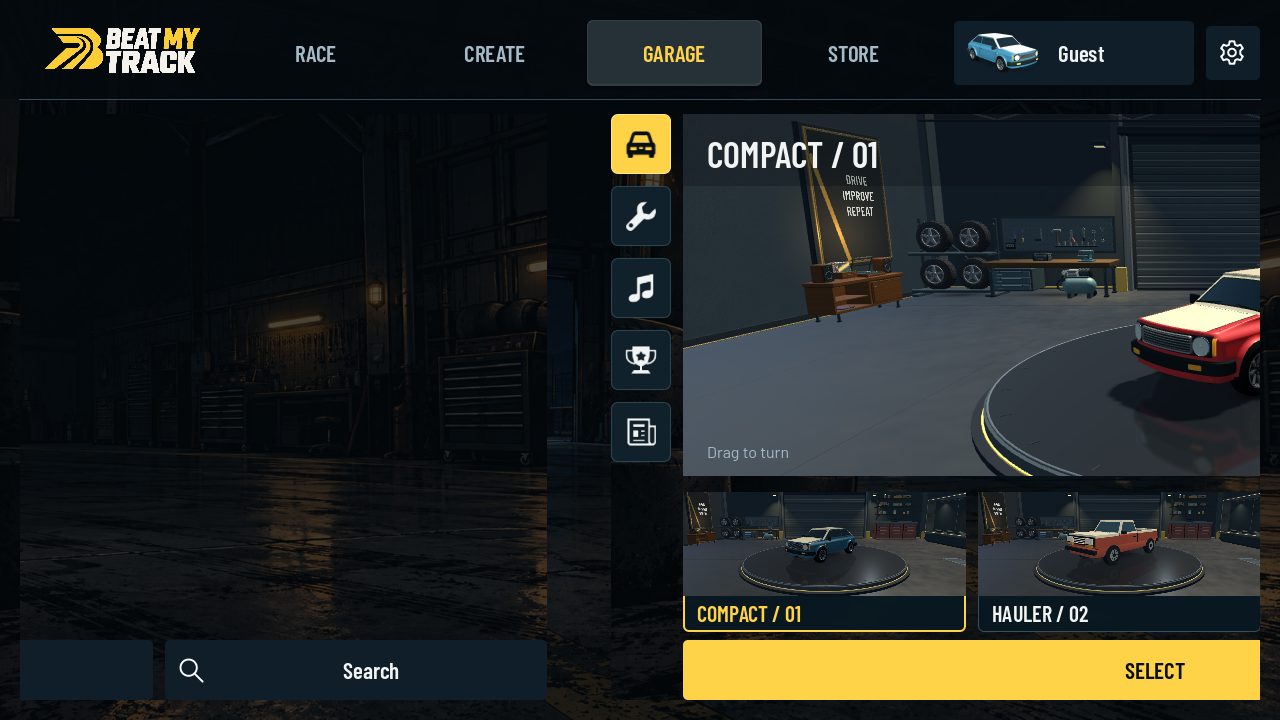 BEAT MY
TRACK
RACE
CREATE
GARAGE
STORE
Guest
COMPACT / 01
DRIVE
IMPROVE
REPEAT
Drag to turn
COMPACT / 01
HAULER / 02
Search
SELECT